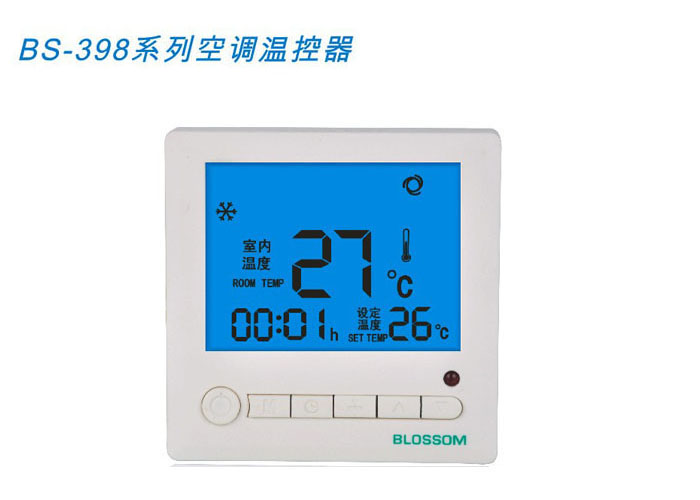 BS-398系列空调温控器
室内
温度
ROOM TEMP
27 °C
00:01 h
设定
温度
SET TEMP
26 °C
M
BLOSSOM